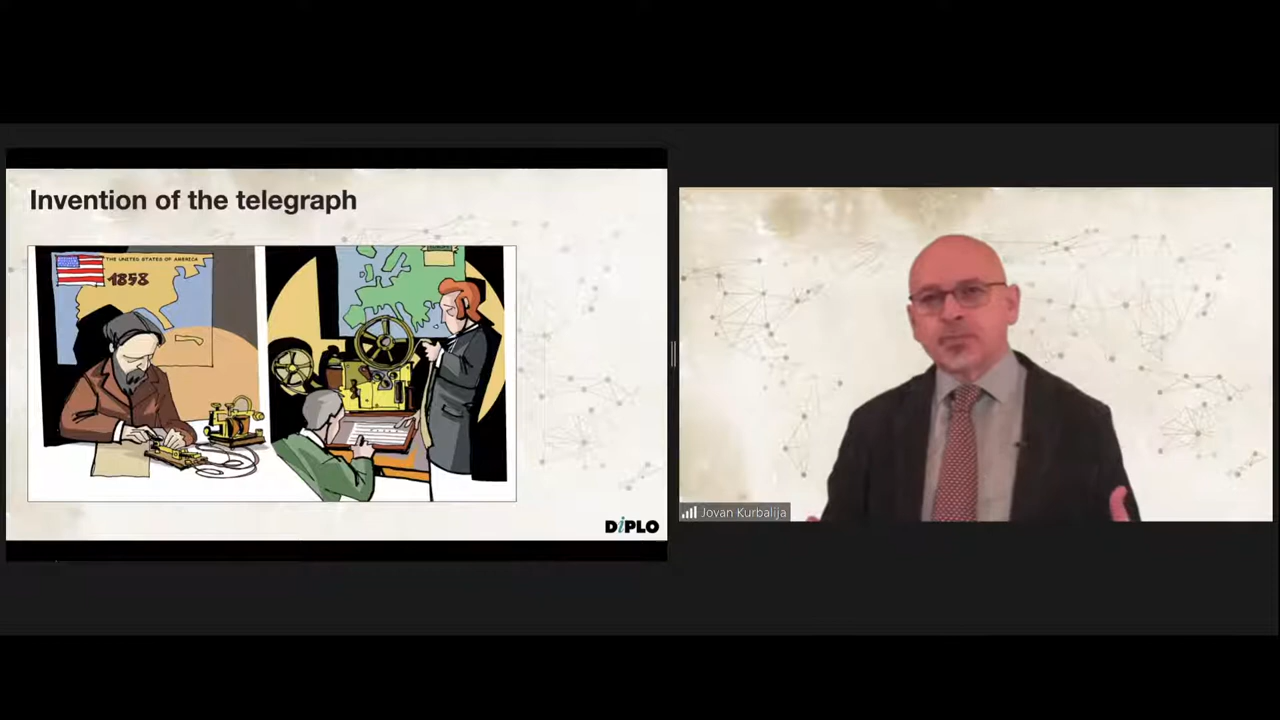 Invention of the telegraph
THE UNITED STATES OF AMERICA
1858
DiPLO
Jovan Kurbalija